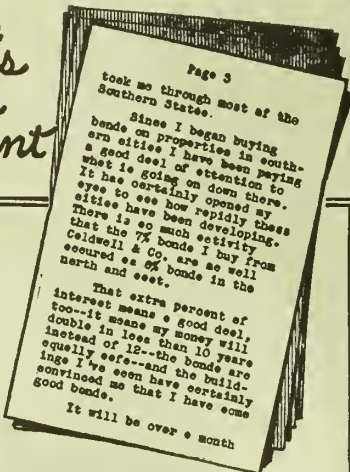 's
nt
Page 3
took me through most of the
Southern States.
Since I began buying
bonds on properties in south-
ern cities I have been paying
a good deal of attention to
what is going on down there.
It has certainly opened my
eyes to see how rapidly these
cities have been developing.
There is so much activity
that the 7% bonds I buy from
Caldwell & Co. are as well
secured as 6% bonds in the
north and east.
That extra percent of
interest means a good deal,
too--it means my money will
double in less than 10 years
instead of 12--the bonds are
equally safe--and the build-
ings I've seen have certainly
convinced me that I have some
good bonds.
It will be over a month